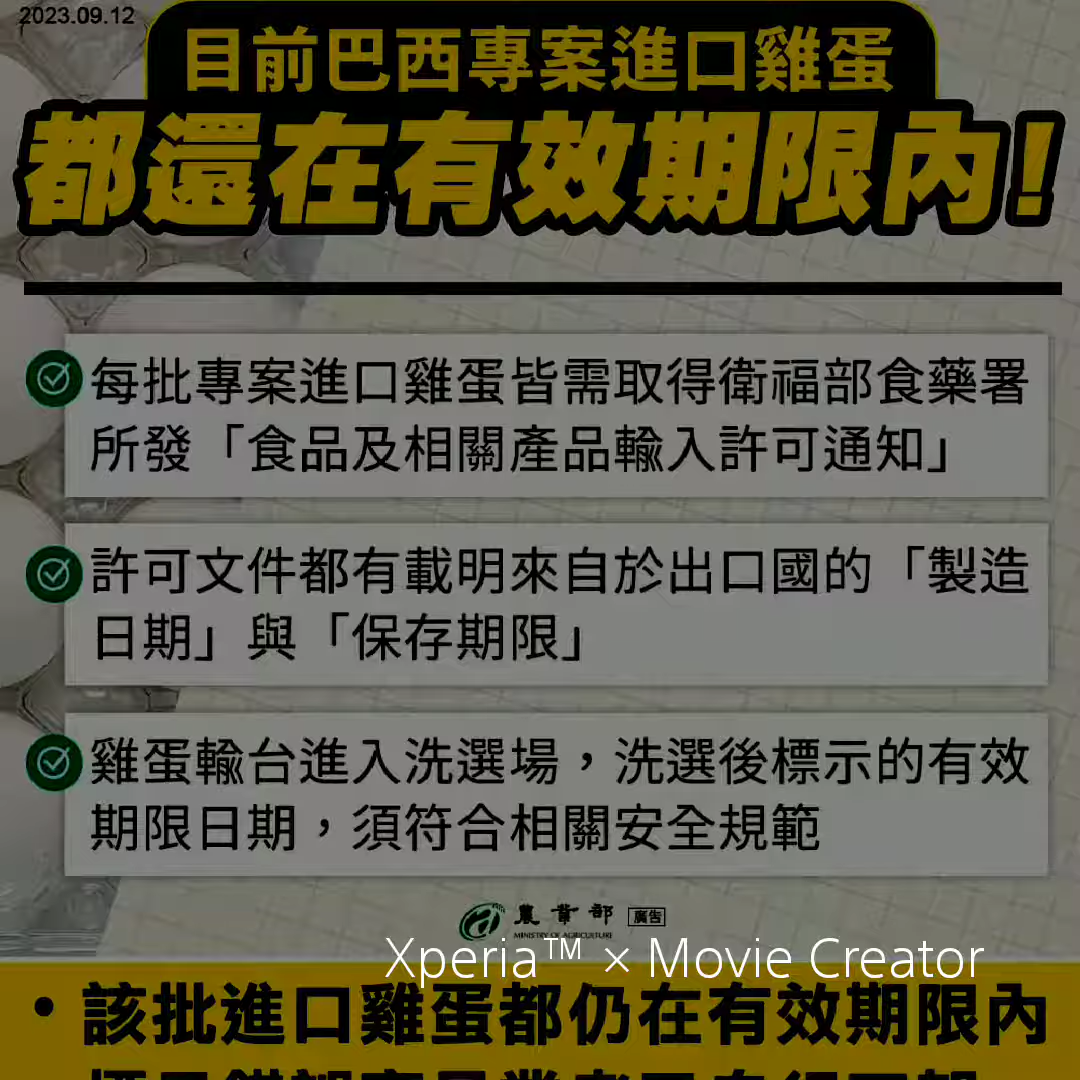 2023.09.12
目前巴西專案進口雞蛋
都還在有效期限內!
每批專案進口雞蛋皆需取得衛福部食藥署
所發「食品及相關產品輸入許可通知」
許可文件都有載明來自於出口國的「製造
日期」與「保存期限」
雞蛋輸台進入洗選場，洗選後標示的有效
期限日期，須符合相關安全規範
農業部 廣告
MINISTRY OF AGRICULTURE
Xperia™ × Movie Creator
•該批進口雞蛋都仍在有效期限內